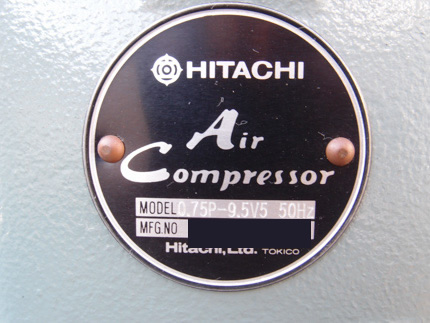 HITACHI
Air
Compressor
MODEL 0.75P-9.5V5 50Hz
MFG.NO
Hitachi, Ltd. TOKICO